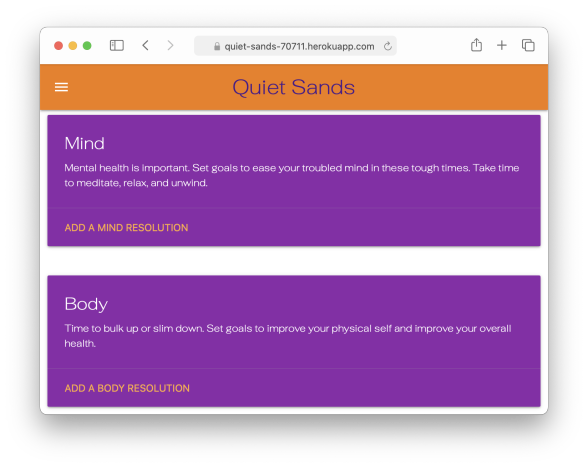 quiet-sands-70711.herokuapp.com
Quiet Sands
Mind
Mental health is important. Set goals to ease your troubled mind in these tough times. Take time
to meditate, relax, and unwind.
ADD A MIND RESOLUTION
Body
Time to bulk up or slim down. Set goals to improve your physical self and improve your overall
health.
ADD A BODY RESOLUTION